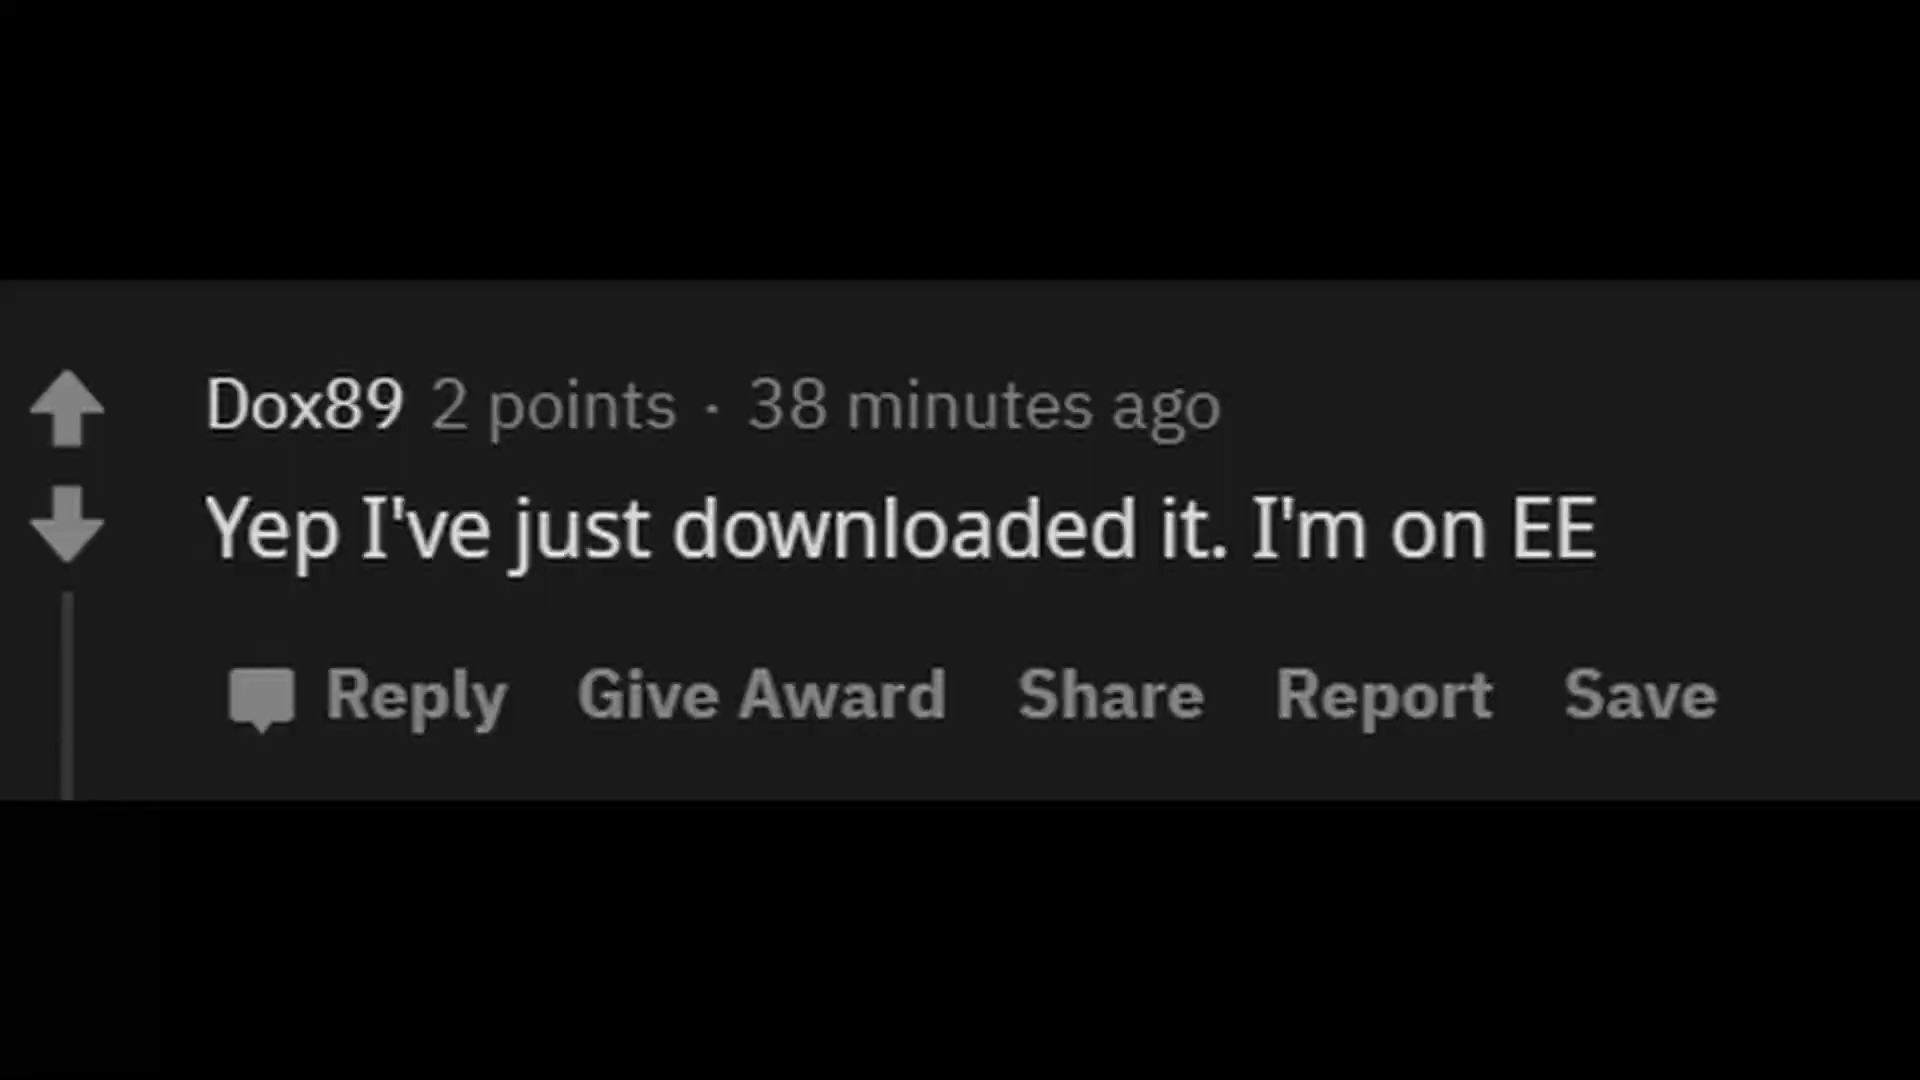 Dox89 2 points · 38 minutes ago
Yep I've just downloaded it. I'm on EE
Reply Give Award Share Report Save